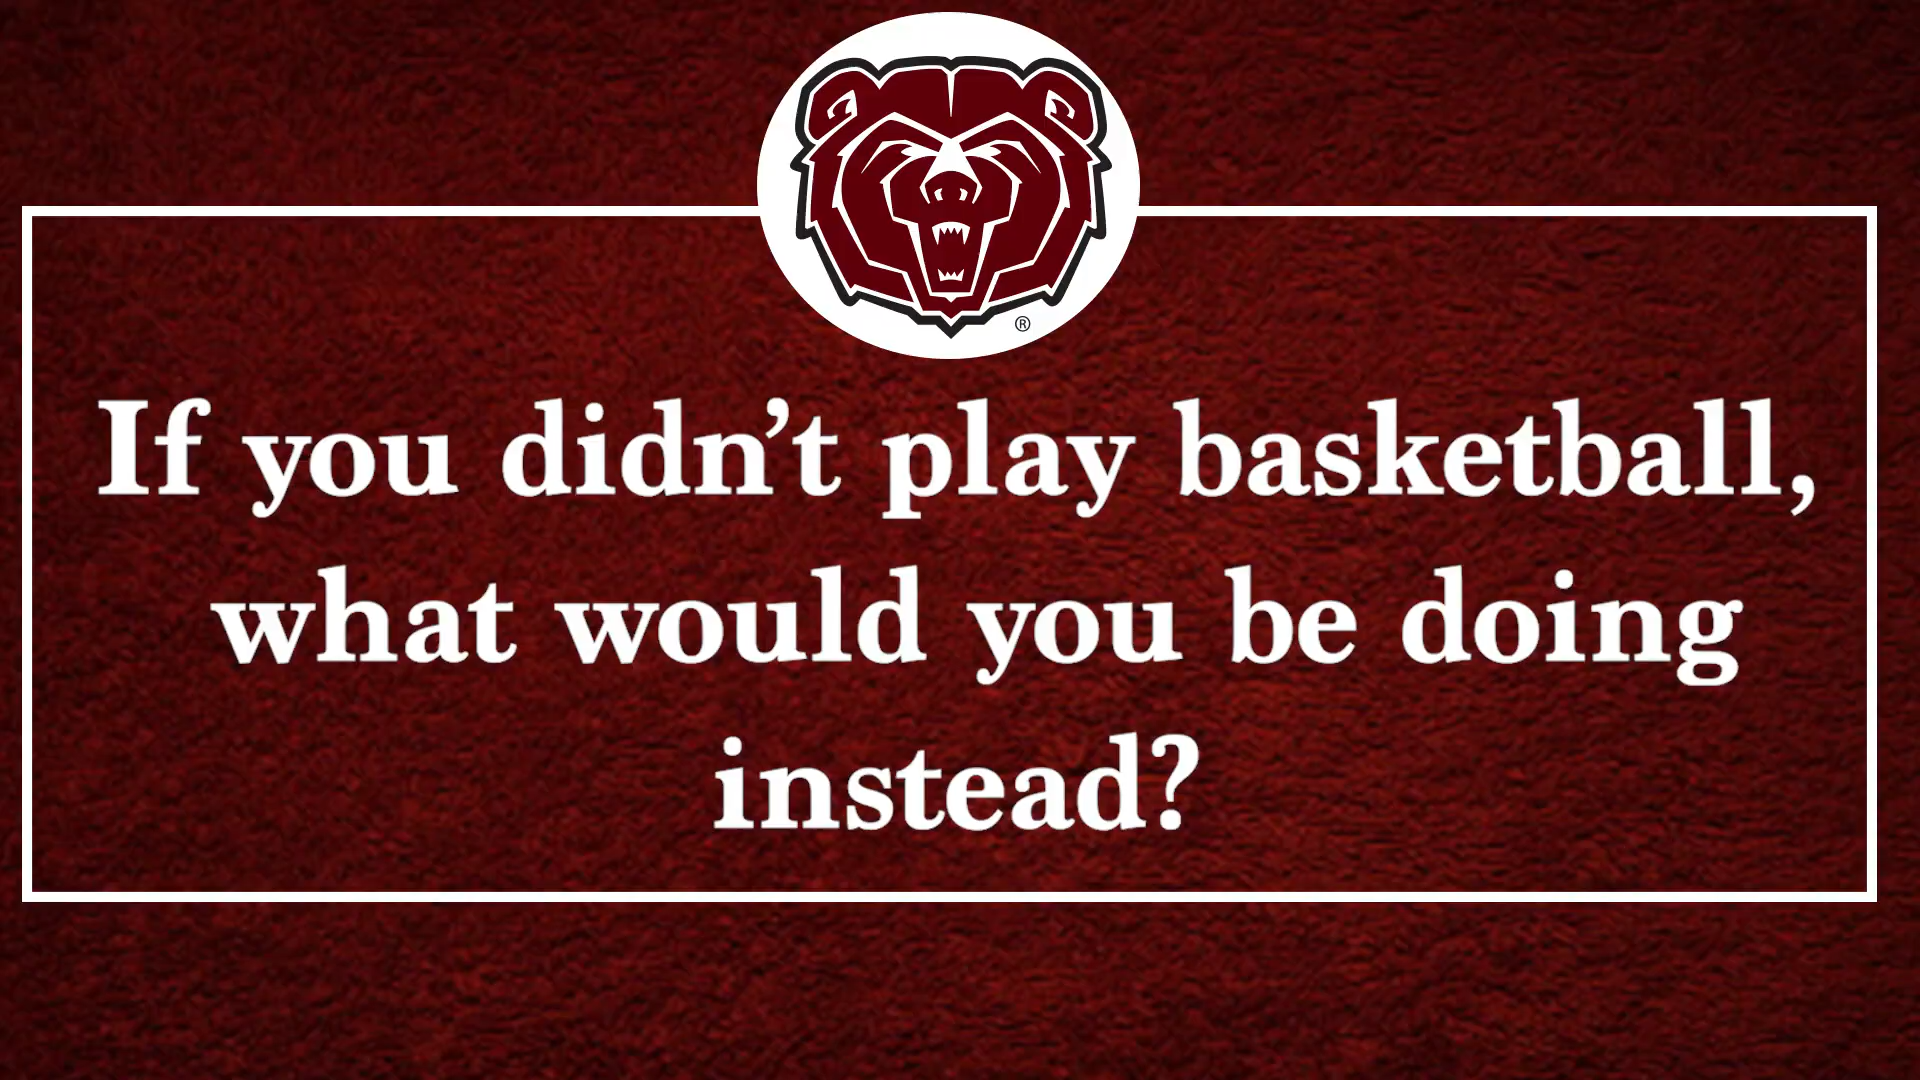 ®
If you didn’t play basketball,
what would you be doing
instead?